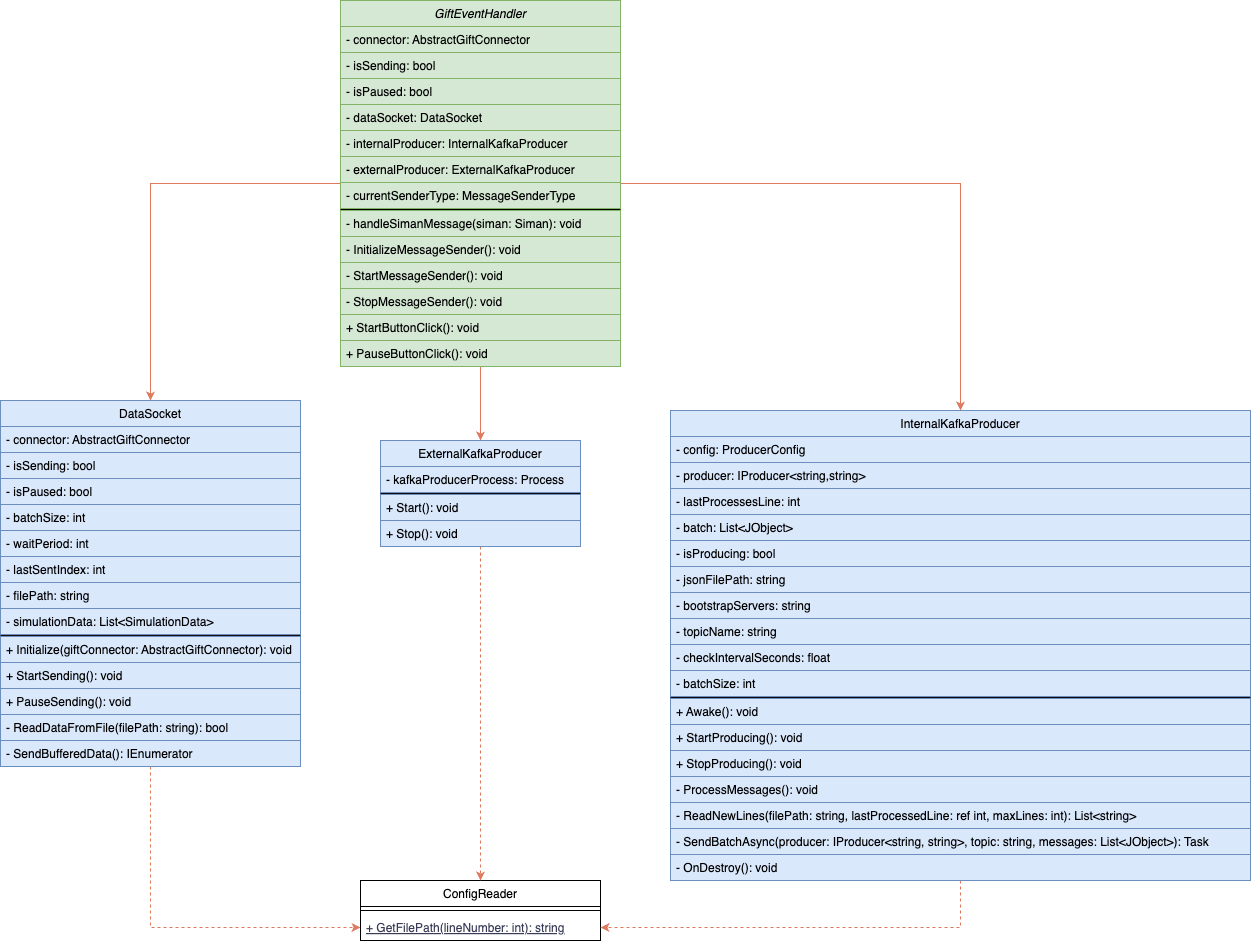 GiftEventHandler
- connector: AbstractGiftConnector
- isSending: bool
- isPaused: bool
- dataSocket: DataSocket
- internalProducer: InternalKafkaProducer
- externalProducer: ExternalKafkaProducer
- currentSenderType: MessageSenderType
- handleSimanMessage(siman: Siman): void
- InitializeMessageSender(): void
- StartMessageSender(): void
- StopMessageSender(): void
+ StartButtonClick(): void
+ PauseButtonClick(): void
DataSocket
- connector: AbstractGiftConnector
- isSending: bool
- isPaused: bool
- batchSize: int
- waitPeriod: int
- lastSentIndex: int
- filePath: string
- simulationData: List<SimulationData>
+ Initialize(giftConnector: AbstractGiftConnector): void
+ StartSending(): void
+ PauseSending(): void
- ReadDataFromFile(filePath: string): bool
- SendBufferedData(): IEnumerator
ExternalKafkaProducer
- kafkaProducerProcess: Process
+ Start(): void
+ Stop(): void
InternalKafkaProducer
- config: ProducerConfig
- producer: IProducer<string,string>
- lastProcessesLine: int
- batch: List<JObject>
- isProducing: bool
- jsonFilePath: string
- bootstrapServers: string
- topicName: string
- checkIntervalSeconds: float
- batchSize: int
+ Awake(): void
+ StartProducing(): void
+ StopProducing(): void
- ProcessMessages(): void
- ReadNewLines(filePath: string, lastProcessedLine: ref int, maxLines: int): List<string>
- SendBatchAsync(producer: IProducer<string, string>, topic: string, messages: List<JObject>): Task
- OnDestroy(): void
ConfigReader
+ GetFilePath(lineNumber: int): string